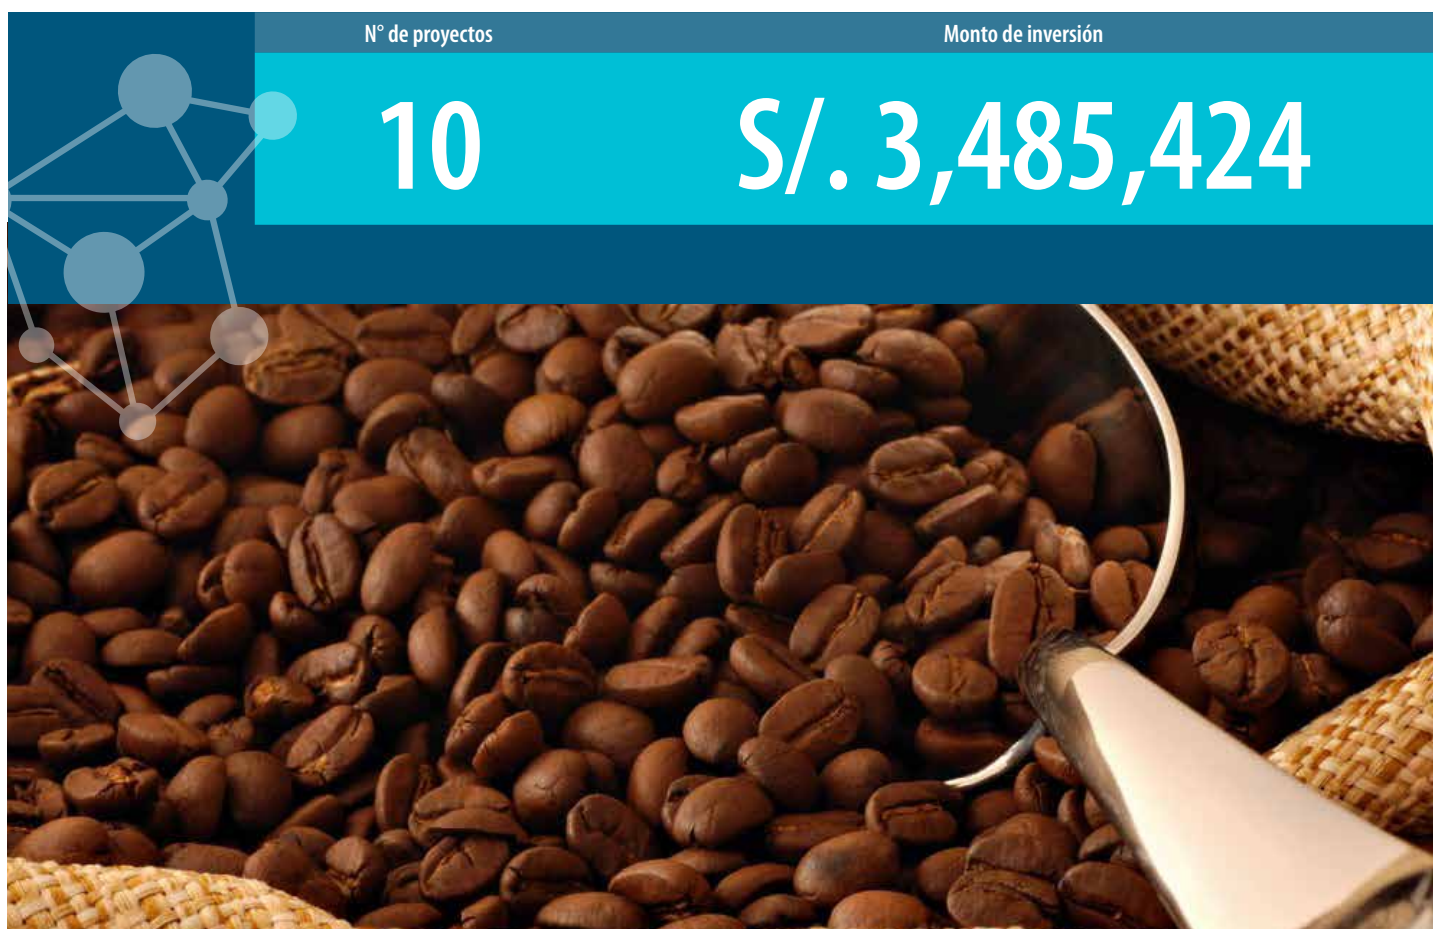 N° de proyectos
Monto de inversión
10
S/. 3,485,424